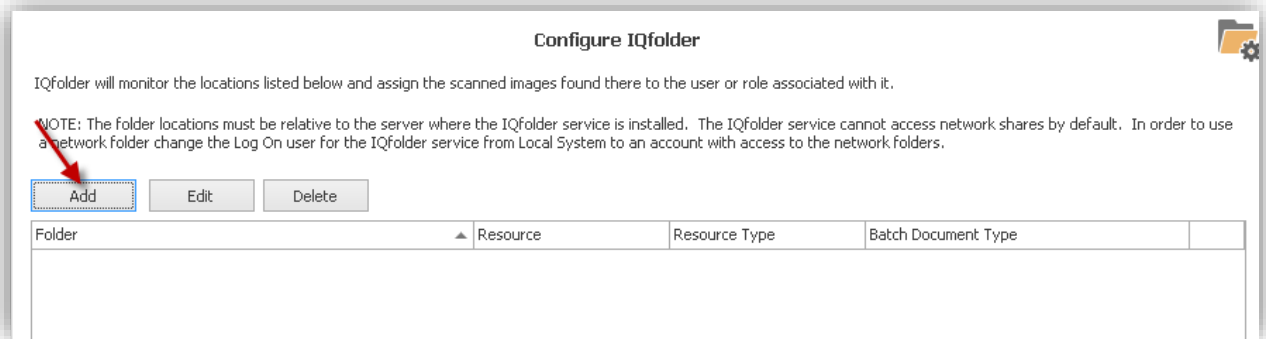 Configure IQfolder
IQfolder will monitor the locations listed below and assign the scanned images found there to the user or role associated with it.
NOTE: The folder locations must be relative to the server where the IQfolder service is installed.  The IQfolder service cannot access network shares by default.  In order to use
a network folder change the Log On user for the IQfolder service from Local System to an account with access to the network folders.
Add Edit Delete
Folder Resource Resource Type Batch Document Type